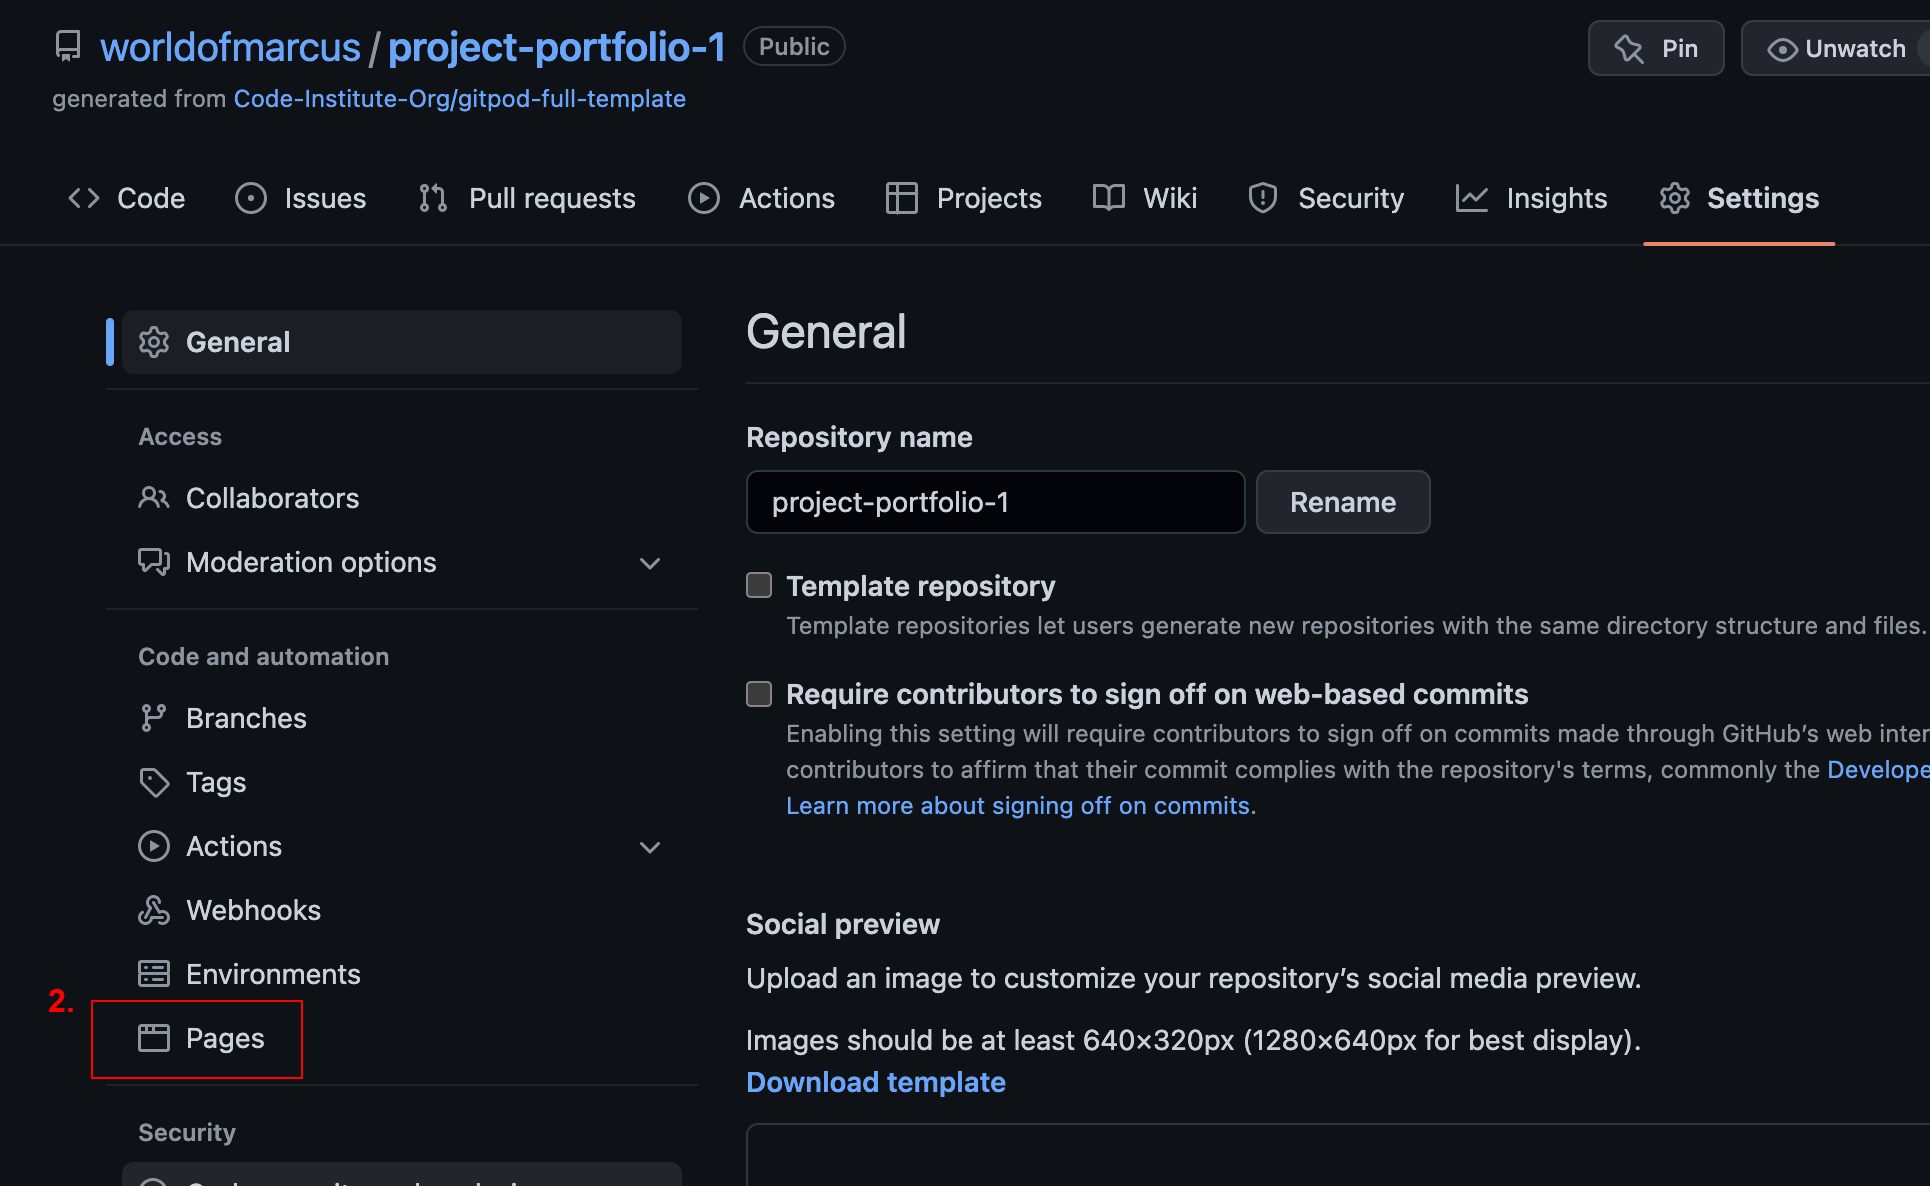 worldofmarcus / project-portfolio-1 Public
Pin
Unwatch
generated from Code-Institute-Org/gitpod-full-template
Code
Issues
Pull requests
Actions
Projects
Wiki
Security
Insights
Settings
General
Access
Collaborators
Moderation options
Code and automation
Branches
Tags
Actions
Webhooks
Environments
2.
Pages
Security
General
Repository name
project-portfolio-1
Rename
Template repository
Template repositories let users generate new repositories with the same directory structure and files.
Require contributors to sign off on web-based commits
Enabling this setting will require contributors to sign off on commits made through GitHub’s web inter
contributors to affirm that their commit complies with the repository's terms, commonly the Develope
Learn more about signing off on commits.
Social preview
Upload an image to customize your repository’s social media preview.
Images should be at least 640×320px (1280×640px for best display).
Download template